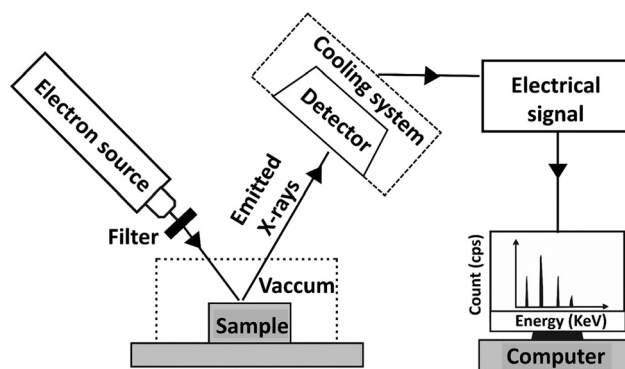 Electron source
Filter
Emitted
X-rays
Cooling system
Detector
Electrical
signal
Vaccum
Sample
Count (cps)
Energy (KeV)
Computer